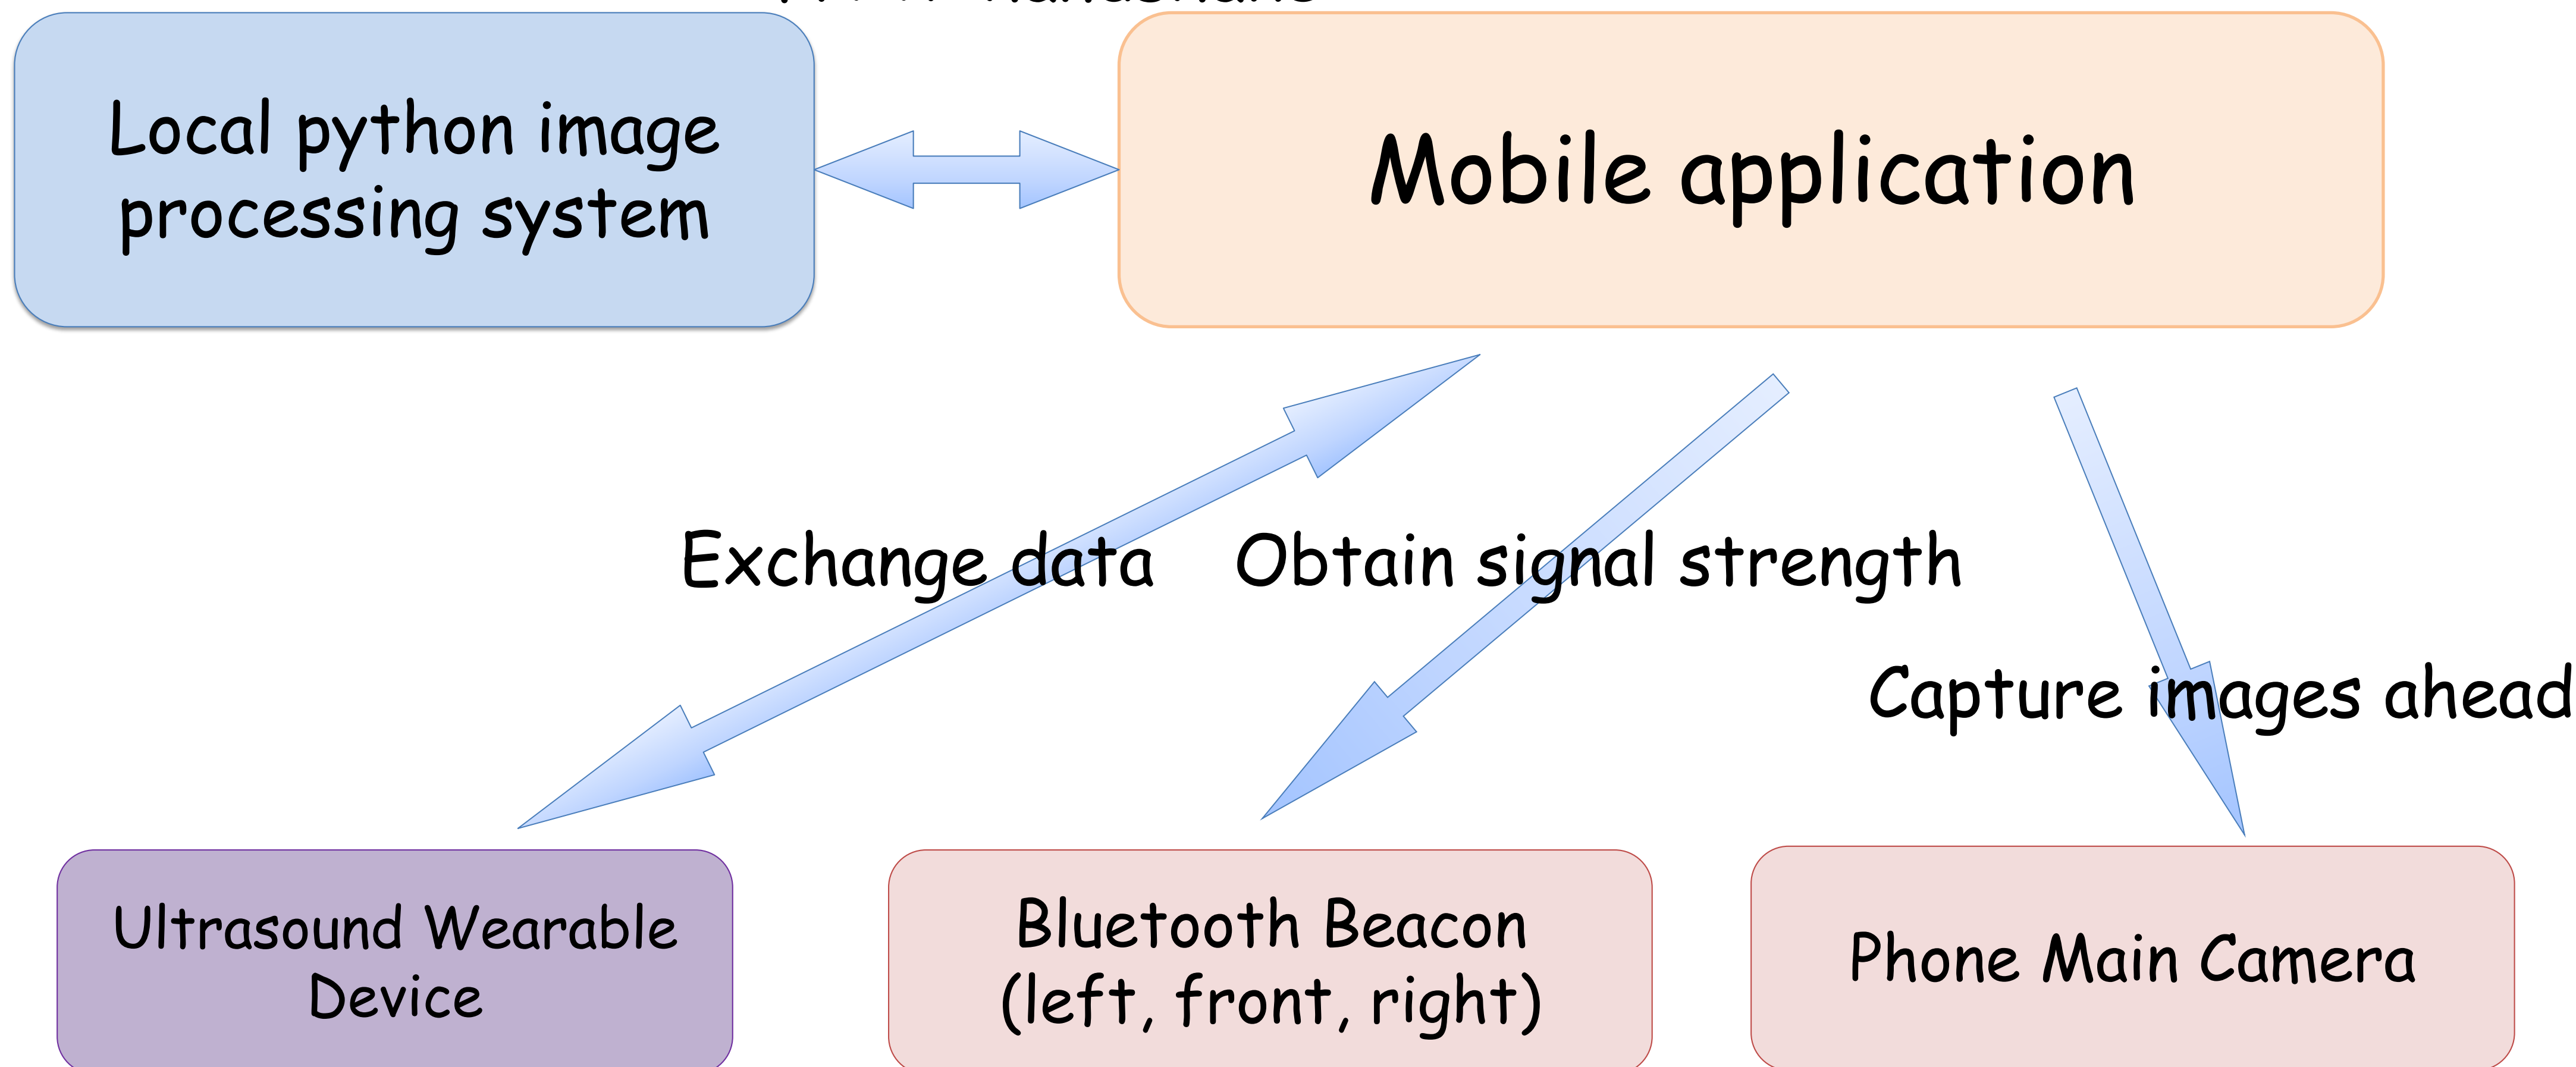 Local python image
processing system
Mobile application
Exchange data
Obtain signal strength
Capture images ahead
Ultrasound Wearable
Device
Bluetooth Beacon
(left, front, right)
Phone Main Camera